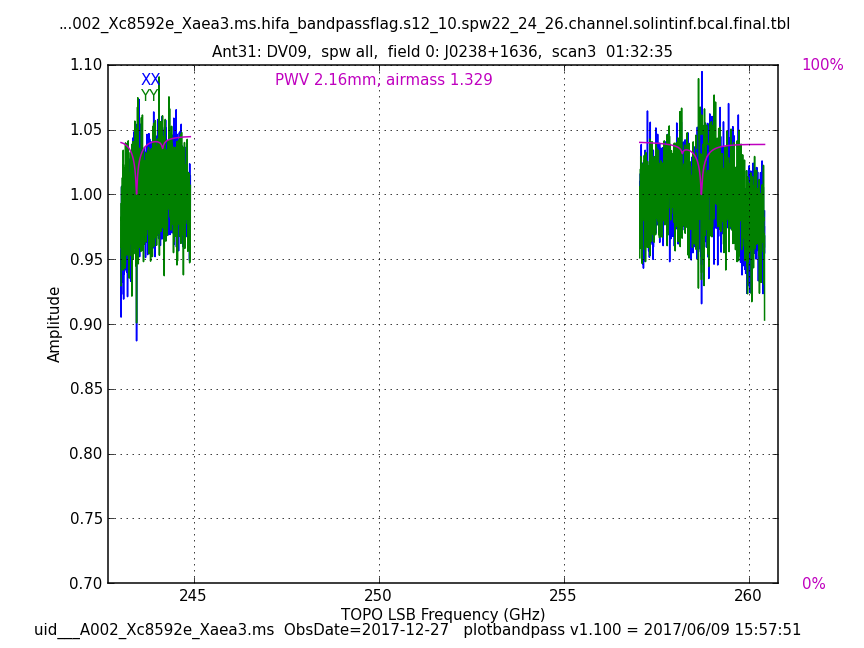 ...002_Xc8592e_Xaea3.ms.hifa_bandpassflag.s12_10.spw22_24_26.channel.solintinf.bcal.final.tbl
Ant31: DV09, spw all, field 0: J0238+1636, scan3 01:32:35
1.10
XX
YY
PWV 2.16mm, airmass 1.329
100%
1.05
1.00
0.95
0.90
Amplitude
0.85
0.80
0.75
0.70
0%
245
250
255
260
TOPO LSB Frequency (GHz)
uid___A002_Xc8592e_Xaea3.ms ObsDate=2017-12-27 plotbandpass v1.100 = 2017/06/09 15:57:51